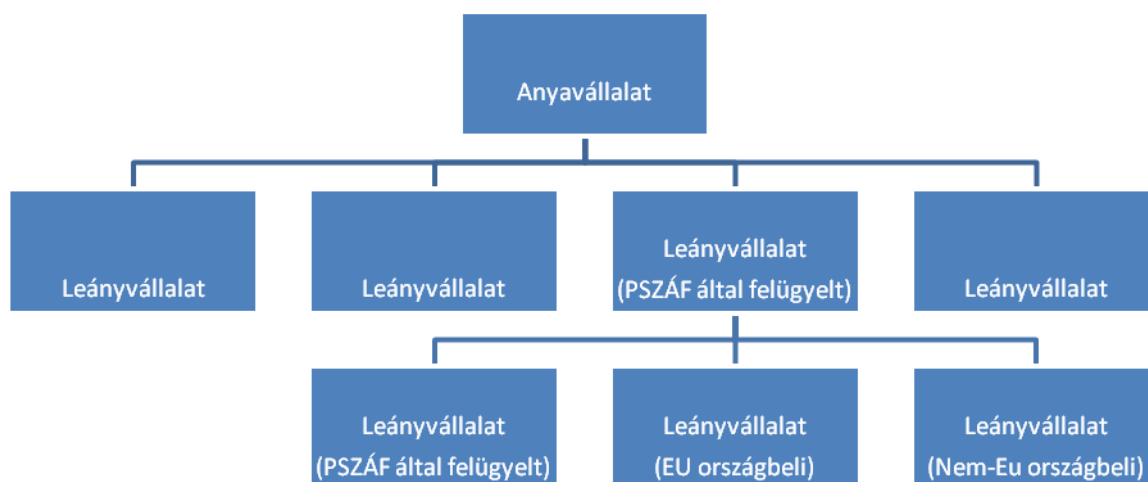 Anyavállalat
Leányvállalat
Leányvállalat
Leányvállalat
(PSZÁF által felügyelt)
Leányvállalat
Leányvállalat
(PSZÁF által felügyelt)
Leányvállalat
(EU országbeli)
Leányvállalat
(Nem-Eu országbeli)